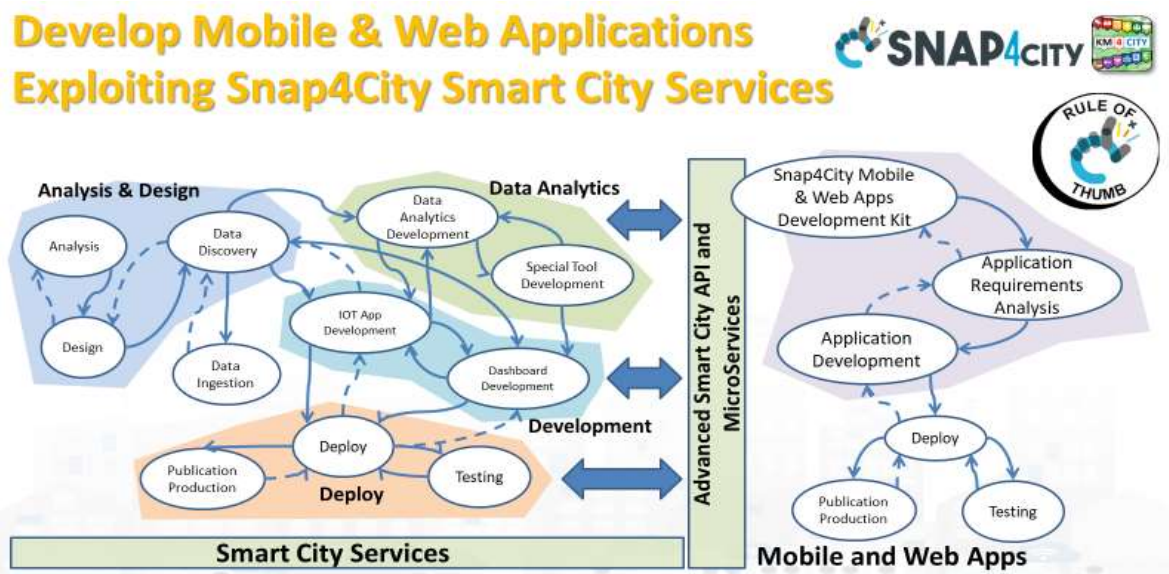 Develop Mobile & Web Applications
Exploiting Snap4City Smart City Services
SNAP4CITY
KM4CITY
RULE OF
THUMB
Analysis & Design
Analysis
Design
Data
Discovery
Data
Ingestion
Data Analytics
Data
Analytics
Development
Special Tool
Development
IOT App
Development
Dashboard
Development
Development
Deploy
Publication
Production
Testing
Deploy
Smart City Services
Advanced Smart City API and
MicroServices
Snap4City Mobile
& Web Apps
Development Kit
Application
Requirements
Analysis
Application
Development
Deploy
Publication
Production
Testing
Mobile and Web Apps